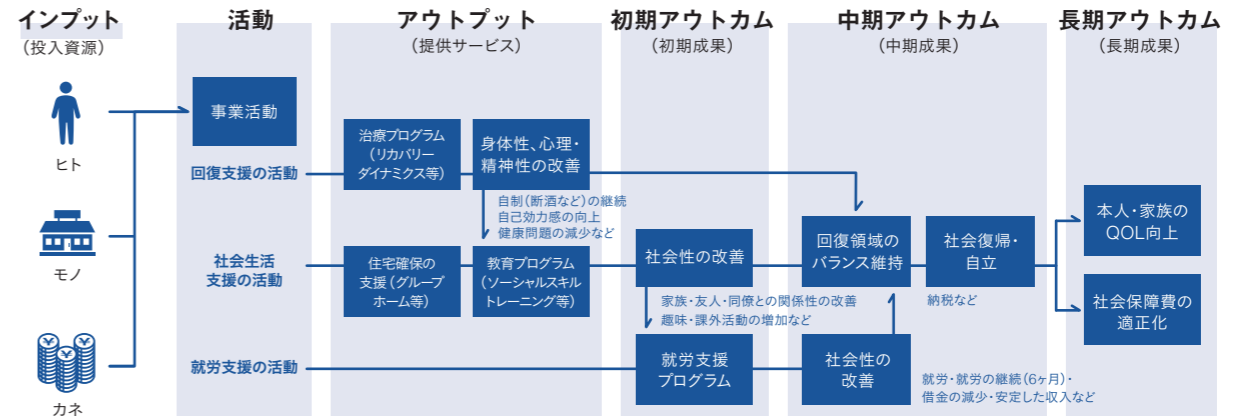 インプット
（投入資源）
活動
アウトプット
（提供サービス）
初期アウトカム
（初期成果）
中期アウトカム
（中期成果）
長期アウトカム
（長期成果）
ヒト
モノ
カネ
事業活動
回復支援の活動
治療プログラム
（リカバリー
ダイナミクス等）
身体性、心理・
精神性の改善
自制（断酒など）の継続
自己効力感の向上
健康問題の減少など
社会生活
支援の活動
住宅確保の
支援（グループ
ホーム等）
教育プログラム
（ソーシャルスキル
トレーニング等）
社会性の改善
家族・友人・同僚との関係性の改善
趣味・課外活動の増加など
回復領域の
バランス維持
社会復帰・
自立
納税など
本人・家族の
QOL向上
社会保障費の
適正化
就労支援の活動
就労支援
プログラム
社会性の
改善
就労・就労の継続（6ヶ月）・
借金の減少・安定した収入など
¥
¥
¥